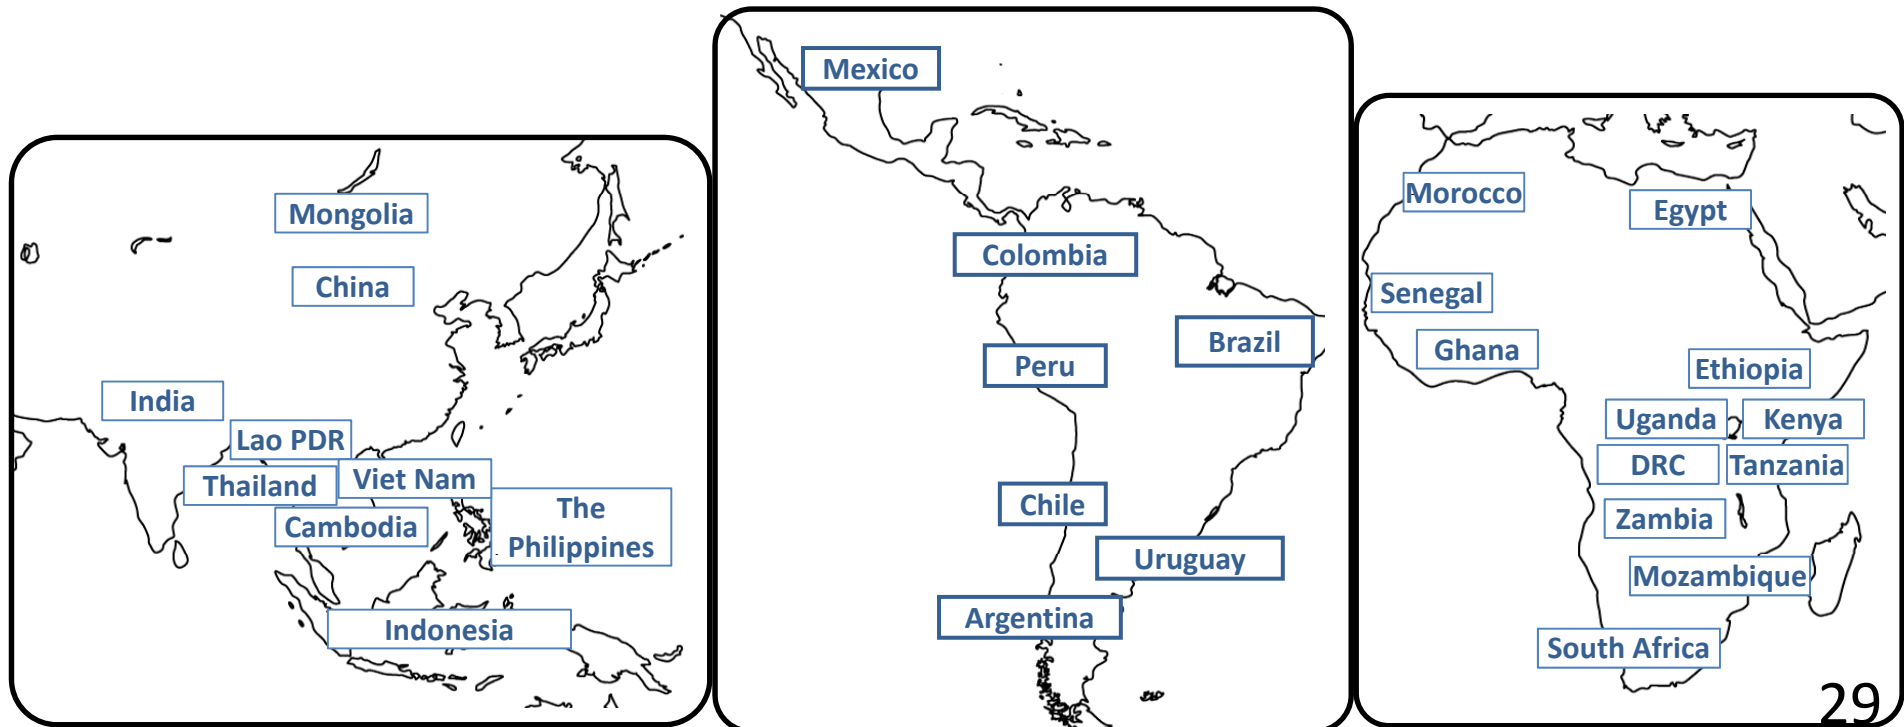 Mongolia
China
India
Lao PDR
Thailand
Viet Nam
Cambodia
The
Philippines
Indonesia
Mexico
Colombia
Brazil
Peru
Chile
Uruguay
Argentina
Morocco
Egypt
Senegal
Ghana
Ethiopia
Uganda
Kenya
DRC
Tanzania
Zambia
Mozambique
South Africa
29